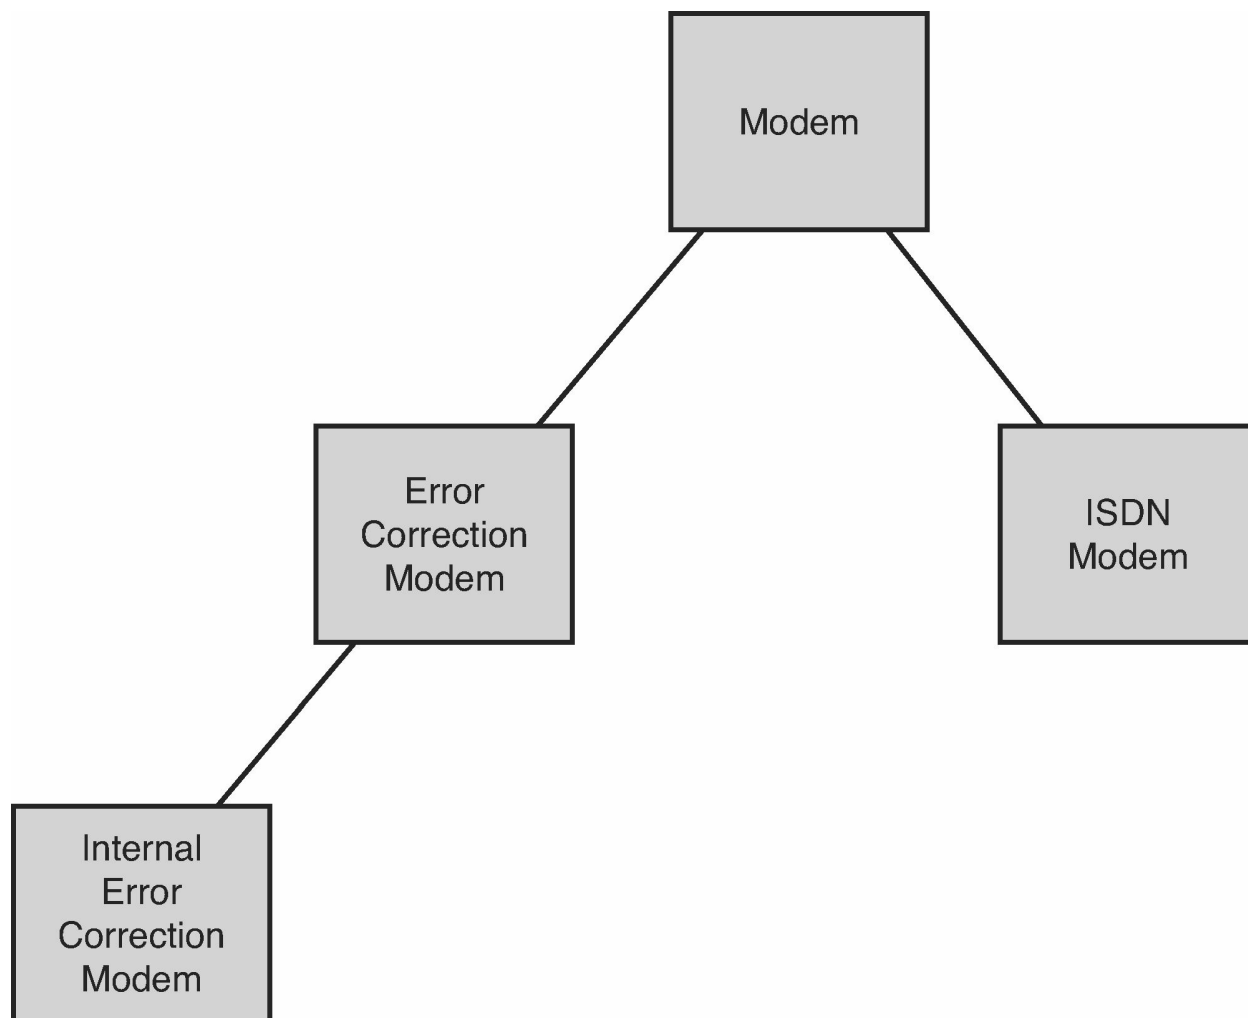 Modem
Error
Correction
Modem
ISDN
Modem
Internal
Error
Correction
Modem